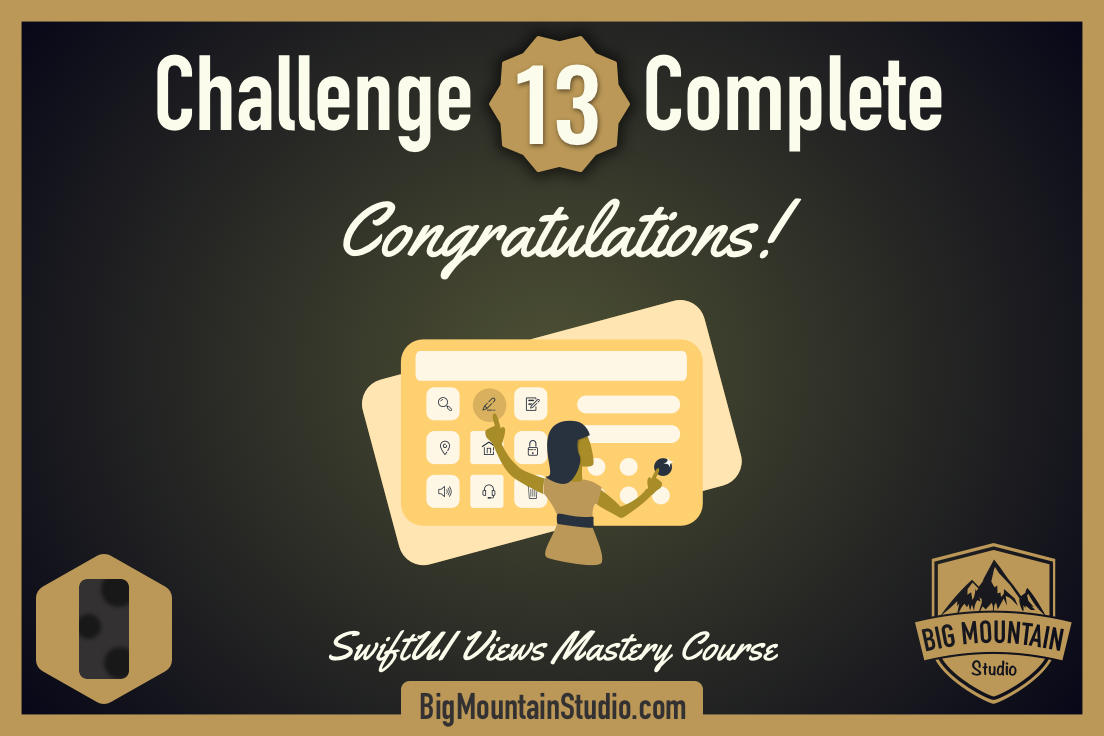 Challenge 13 Complete
Congratulations!
SwiftUI Views Mastery Course
BigMountainStudio.com
BIG MOUNTAIN
Studio